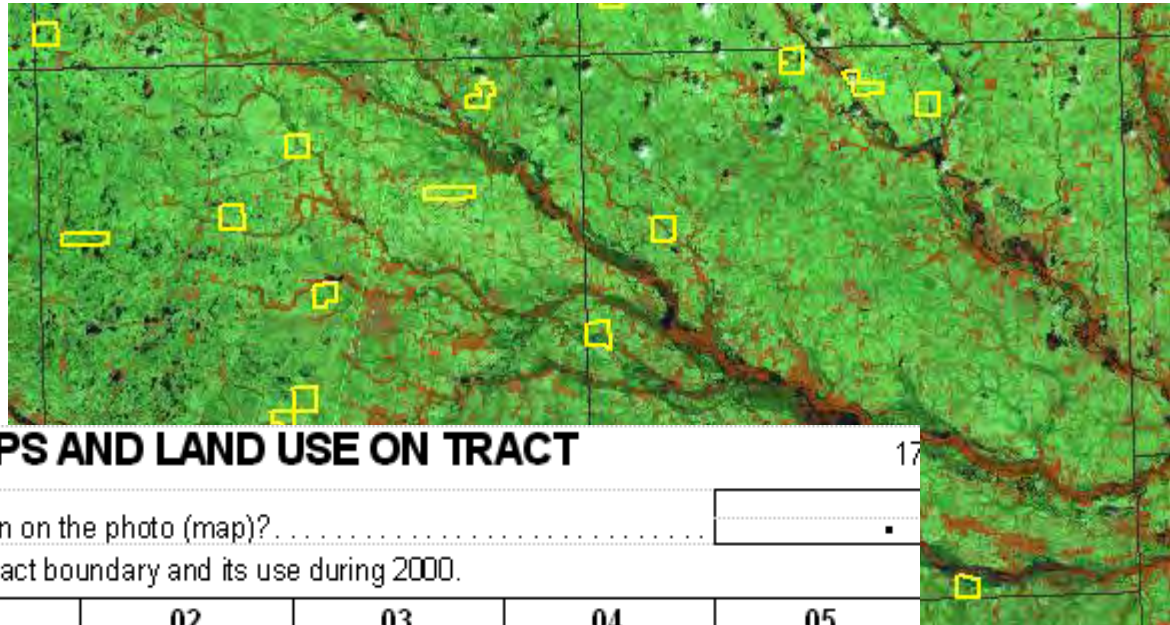 PS AND LAND USE ON TRACT 17
n on the photo (map)?. . . . . . . . . . . . . . . . . . . . . . . . . . . . . . . . . . .
act boundary and its use during 2000.
02 03 04 05